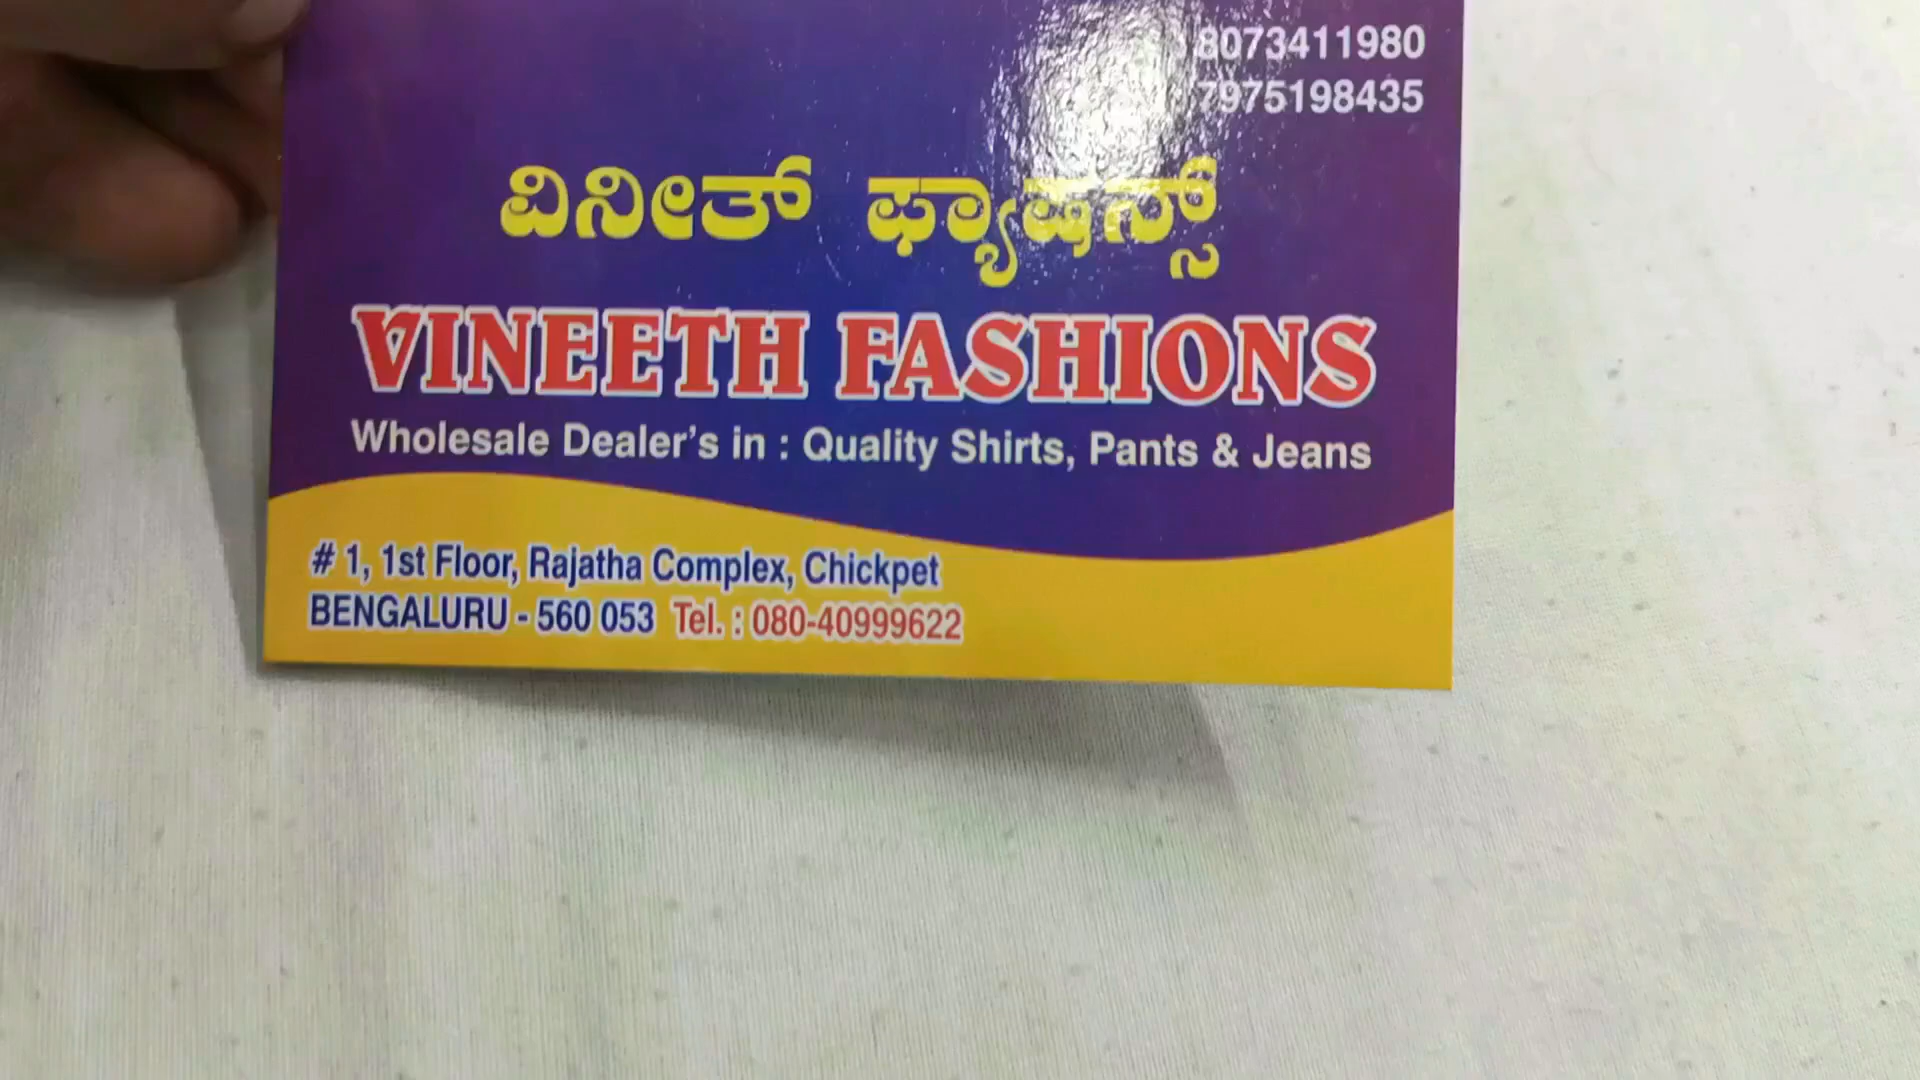 8073411980
7975198435
ವಿನೀತ್ ಫ್ಯಾಷನ್ಸ್
VINEETH FASHIONS
Wholesale Dealer's in : Quality Shirts, Pants & Jeans
# 1, 1st Floor, Rajatha Complex, Chickpet
BENGALURU - 560 053 Tel. : 080-40999622